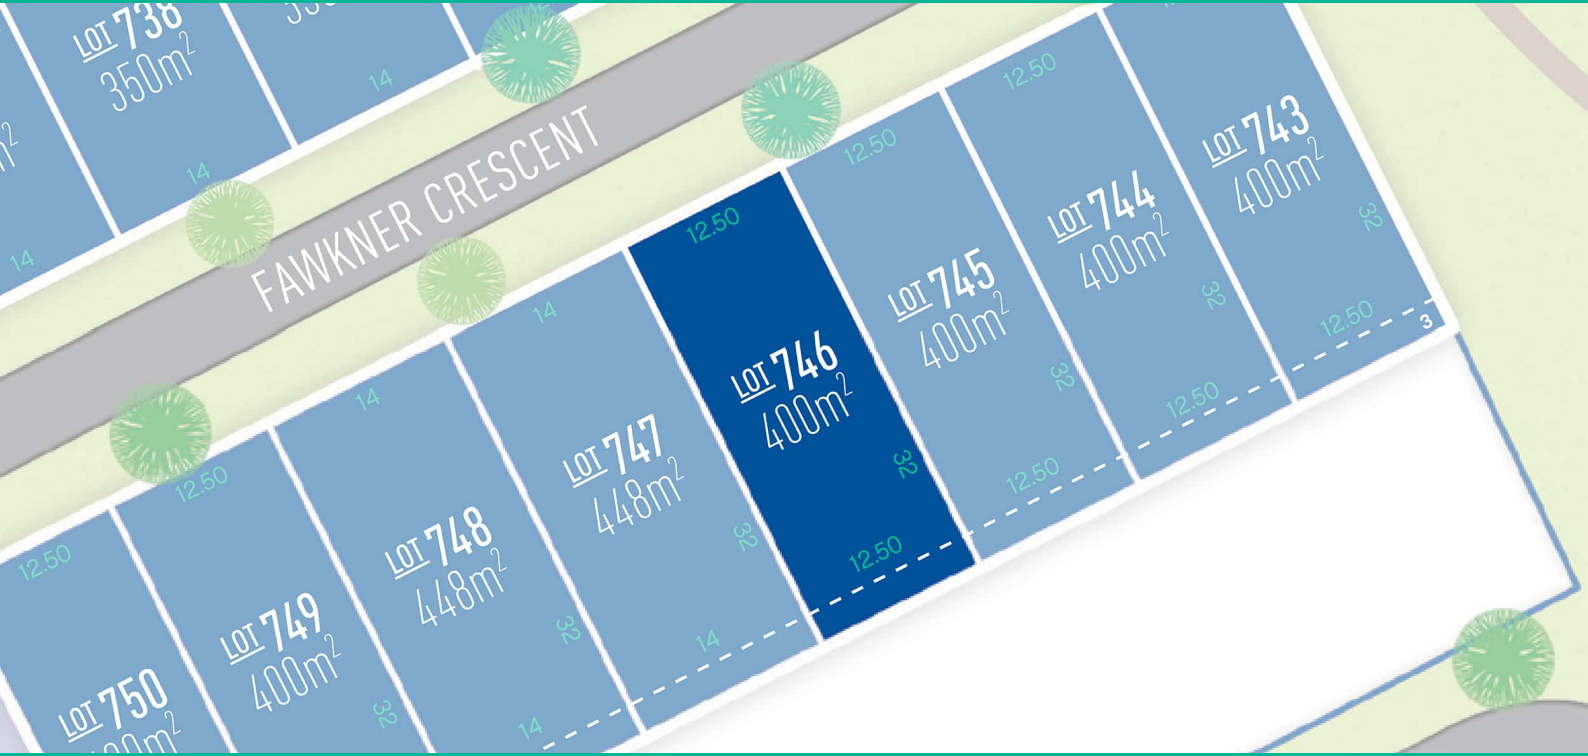 LOT 738
350m²
14
14
14
FAWKNER CRESCENT
LOT 743
400m²
32
12.50
3
12.50
LOT 744
400m²
32
12.50
12.50
LOT 745
400m²
32
12.50
12.50
LOT 746
400m²
32
12.50
14
LOT 747
448m²
32
14
14
LOT 748
448m²
32
14
12.50
LOT 749
400m²
32
12.50
LOT 750